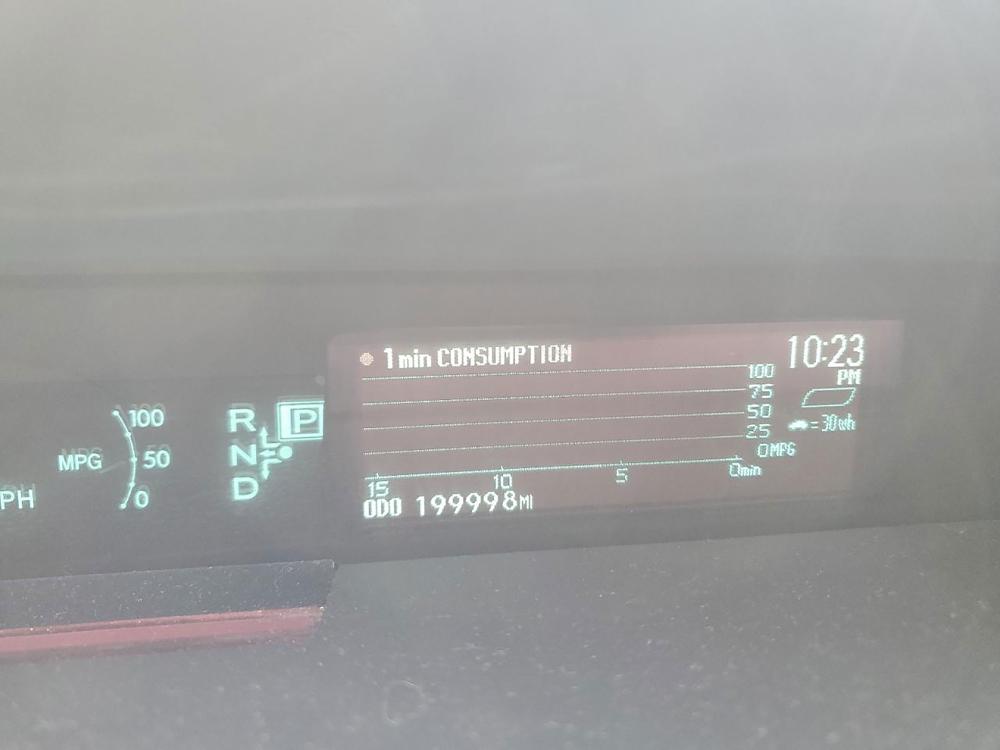 1min CONSUMPTION
10:23
PM
100
75
50
25
0MPG
=30wh
15
10
5
0min
ODO 199998MI
100
MPG
50
0
PH
R
P
N
D